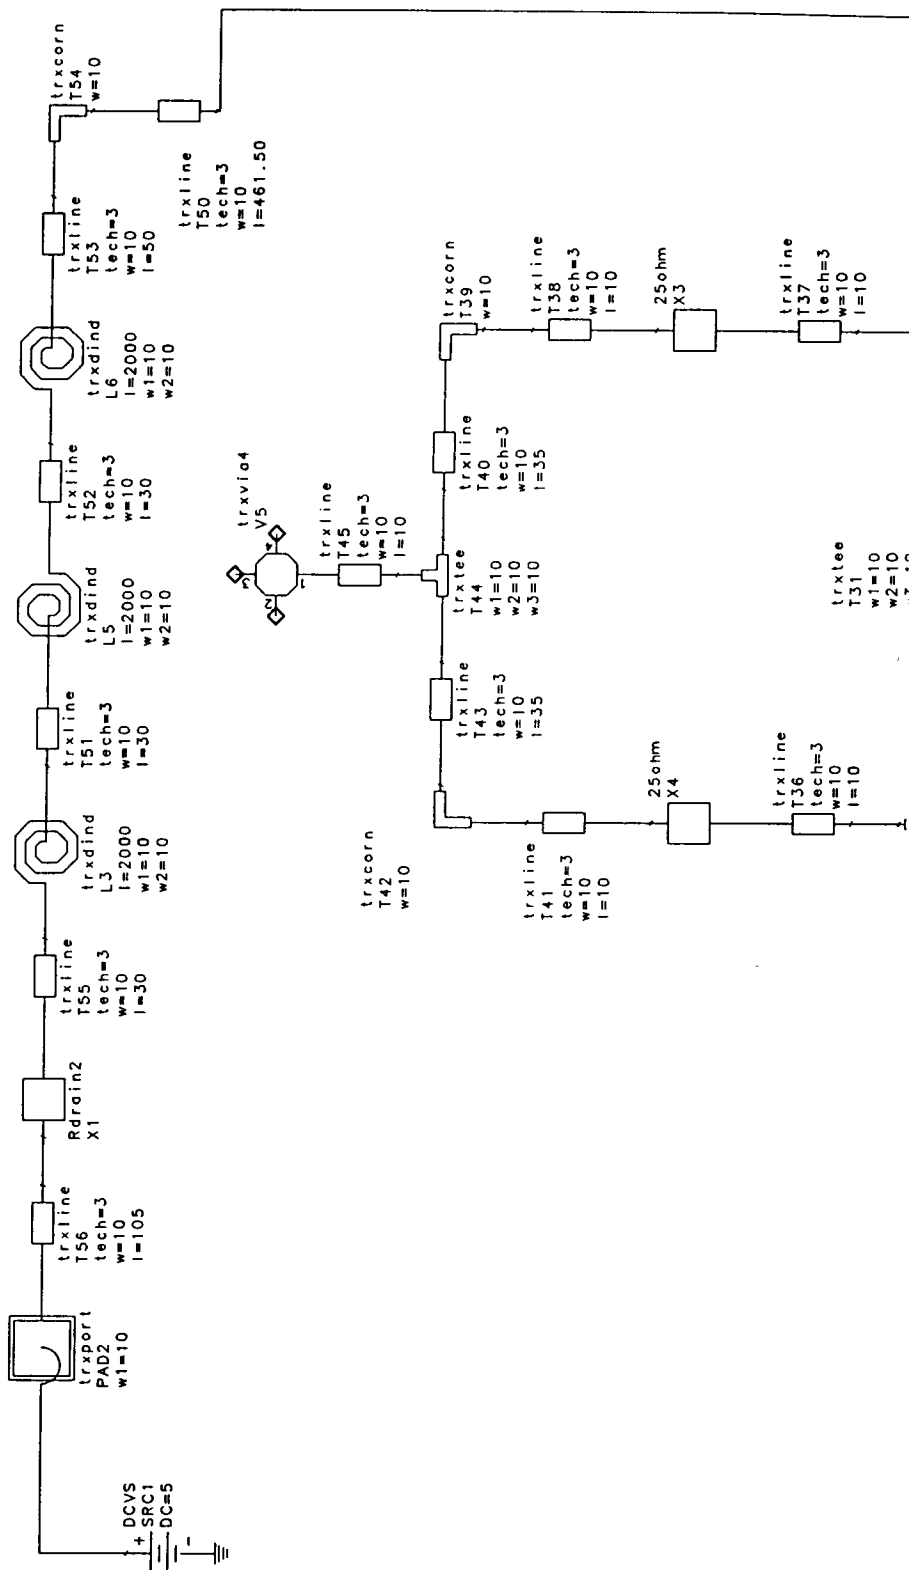 trxcorn
T54
w=10
trxline
T50
tech=3
w=10
l=461.50
trxline
T53
tech=3
w=10
l=50
trxdind
L6
l=2000
w1=10
w2=10
trxline
T52
tech=3
w=10
l=30
trxdind
L5
l=2000
w1=10
w2=10
trxline
T51
tech=3
w=10
l=30
trxdind
L3
l=2000
w1=10
w2=10
trxline
T55
tech=3
w=10
l=30
Rdrain2
X1
trxline
T56
tech=3
w=10
l=105
trxport
PAD2
w1=10
+
DCVS
SRC1
DC=5
-
trxvia4
V5
1
2
3
4
trxline
T45
tech=3
w=10
l=10
trxtee
T44
w1=10
w2=10
w3=10
trxline
T40
tech=3
w=10
l=35
trxcorn
T39
w=10
trxline
T38
tech=3
w=10
l=10
25ohm
X3
trxline
T37
tech=3
w=10
l=10
trxline
T43
tech=3
w=10
l=35
trxcorn
T42
w=10
trxline
T41
tech=3
w=10
l=10
25ohm
X4
trxline
T36
tech=3
w=10
l=10
trxtee
T31
w1=10
w2=10